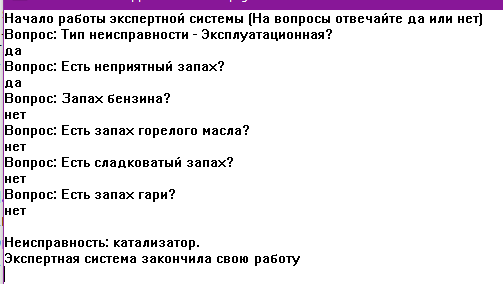 Начало работы экспертной системы (На вопросы отвечайте да или нет)
Вопрос: Тип неисправности - Эксплуатационная?
да
Вопрос: Есть неприятный запах?
да
Вопрос: Запах бензина?
нет
Вопрос: Есть запах горелого масла?
нет
Вопрос: Есть сладковатый запах?
нет
Вопрос: Есть запах гари?
нет
Неисправность: катализатор.
Экспертная система закончила свою работу